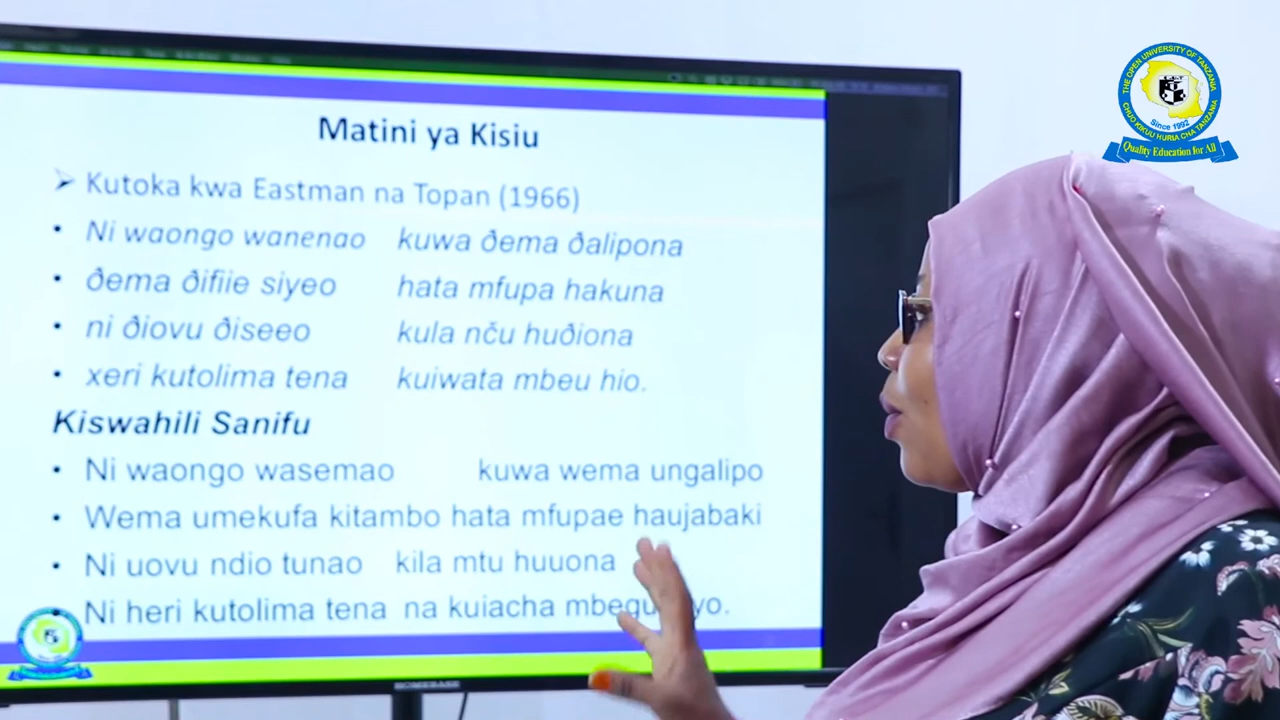 Matini ya Kisiu
➢ Kutoka kwa Eastman na Topan (1966)
• Ni waongo wanenao kuwa ðema ðalipona
• ðema ðifiie siyeo hata mfupa hakuna
• ni ðiovu ðiseeo kula nču huðiona
• xeri kutolima tena kuiwata mbeu hio.
Kiswahili Sanifu
• Ni waongo wasemao kuwa wema ungalipo
• Wema umekufa kitambo hata mfupae haujabaki
• Ni uovu ndio tunao kila mtu huuona
Ni heri kutolima tena na kuiacha
HOMEBASE
THE OPEN UNIVERSITY OF TANZANIA
CHUO KIKUU HURIA CHA TANZANIA
Since 1992
Quality Education for All